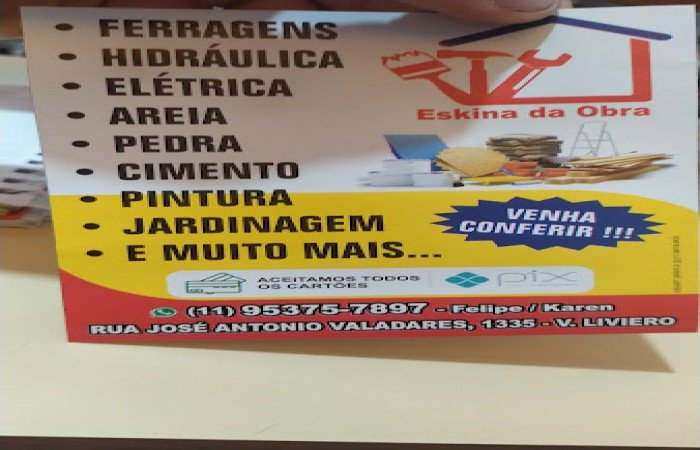 • FERRAGENS
• HIDRÁULICA
• ELÉTRICA
• AREIA
• PEDRA
• CIMENTO
• PINTURA
• JARDINAGEM
• E MUITO MAIS...
Eskina da Obra
VENHA
CONFERIR !!!
ACEITAMOS TODOS
OS CARTÕES
pix
(11) 95375-7897 - Felipe / Karen
RUA JOSÉ ANTONIO VALADARES, 1335 - V. LIVIERO